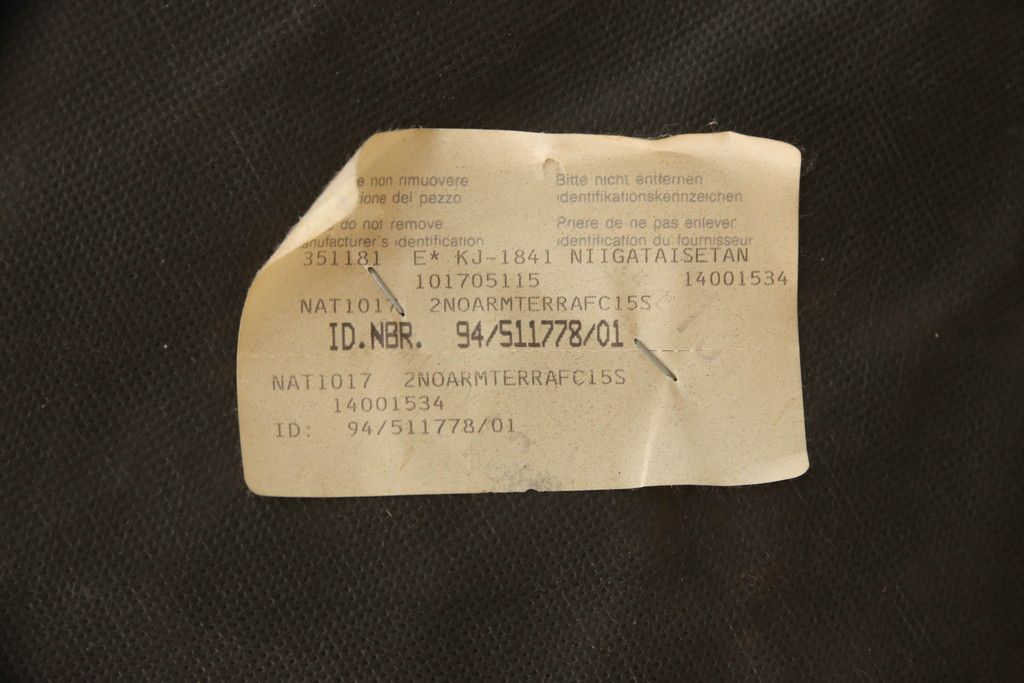 e non rimuovere
zione del pezzo
Bitte nicht entfernen
identifikationskennzeichen
do not remove
manufacturer's identification
Priere de ne pas enlever
identification du fournisseur
351181 E* KJ-1841 NIIGATAISETAN
101705115 14001534
NAT1017 2NOARMTERRAFC15S
ID.NBR. 94/511778/01
NAT1017 2NOARMTERRAFC15S
14001534
ID: 94/511778/01